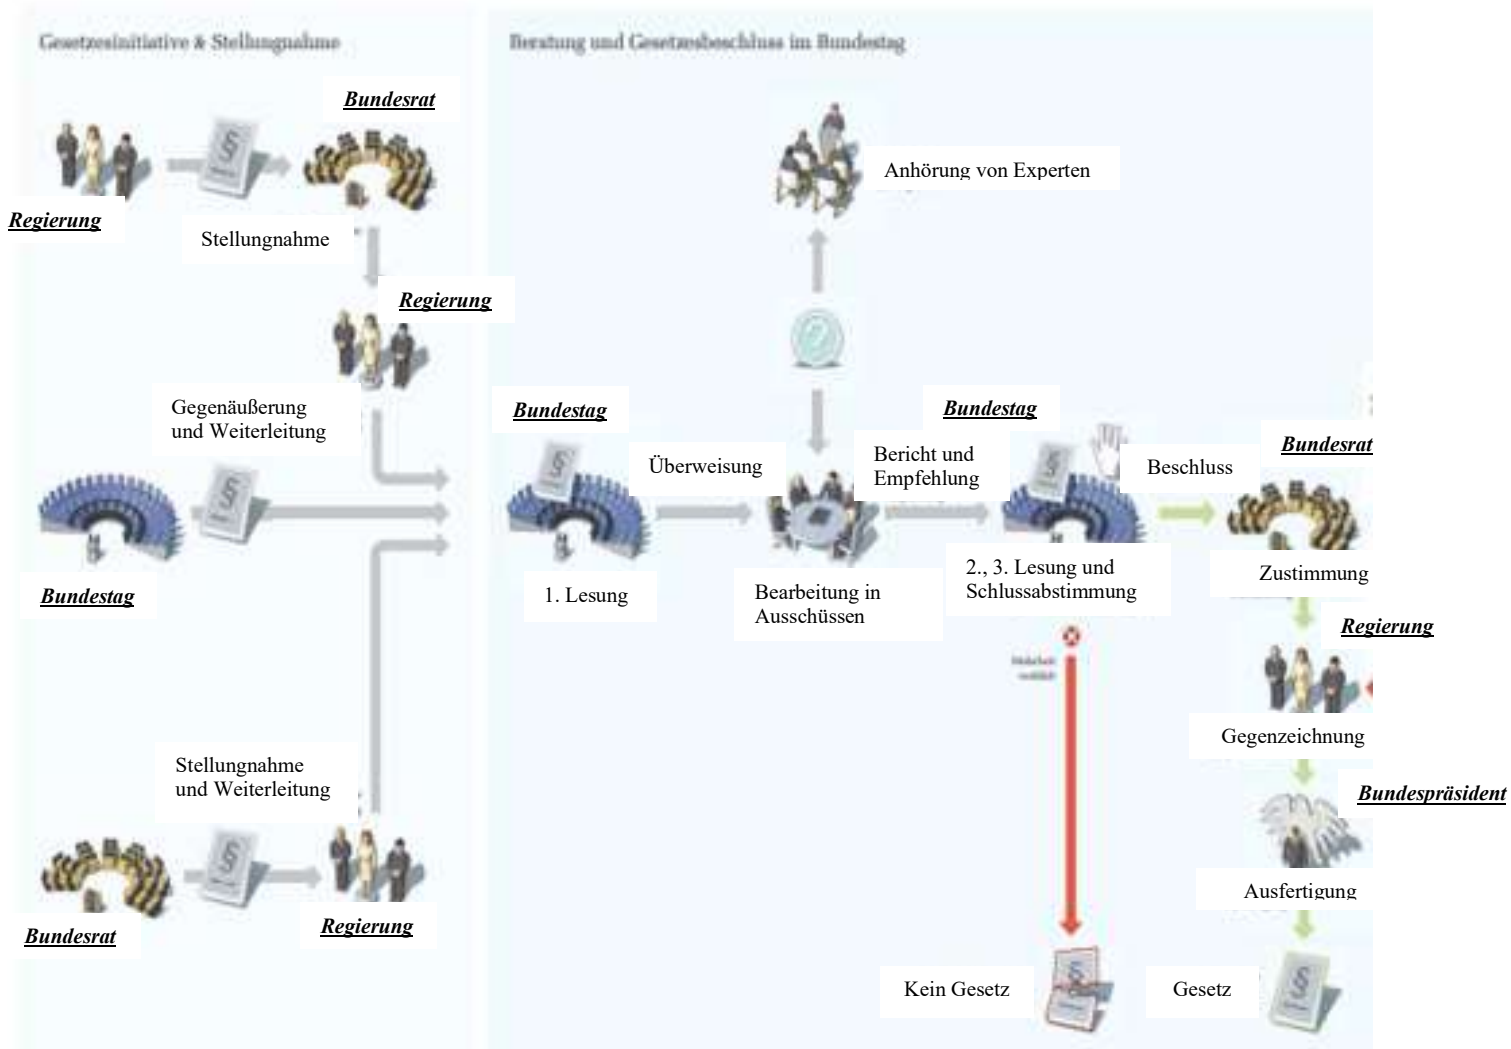 Gesetzesinitiative & Stellungnahme
Beratung und Gesetzesbeschluss im Bundestag
Bundesrat
Regierung
Stellungnahme
Regierung
Gegenäußerung
und Weiterleitung
Bundestag
Stellungnahme
und Weiterleitung
Bundesrat
Regierung
Anhörung von Experten
Bundestag
1. Lesung
Überweisung
Bearbeitung in
Ausschüssen
Bericht und
Empfehlung
Bundestag
2., 3. Lesung und
Schlussabstimmung
Beschluss
Mehrheit
verfehlt
Kein Gesetz
Bundesrat
Zustimmung
Regierung
Gegenzeichnung
Bundespräsident
Ausfertigung
Gesetz